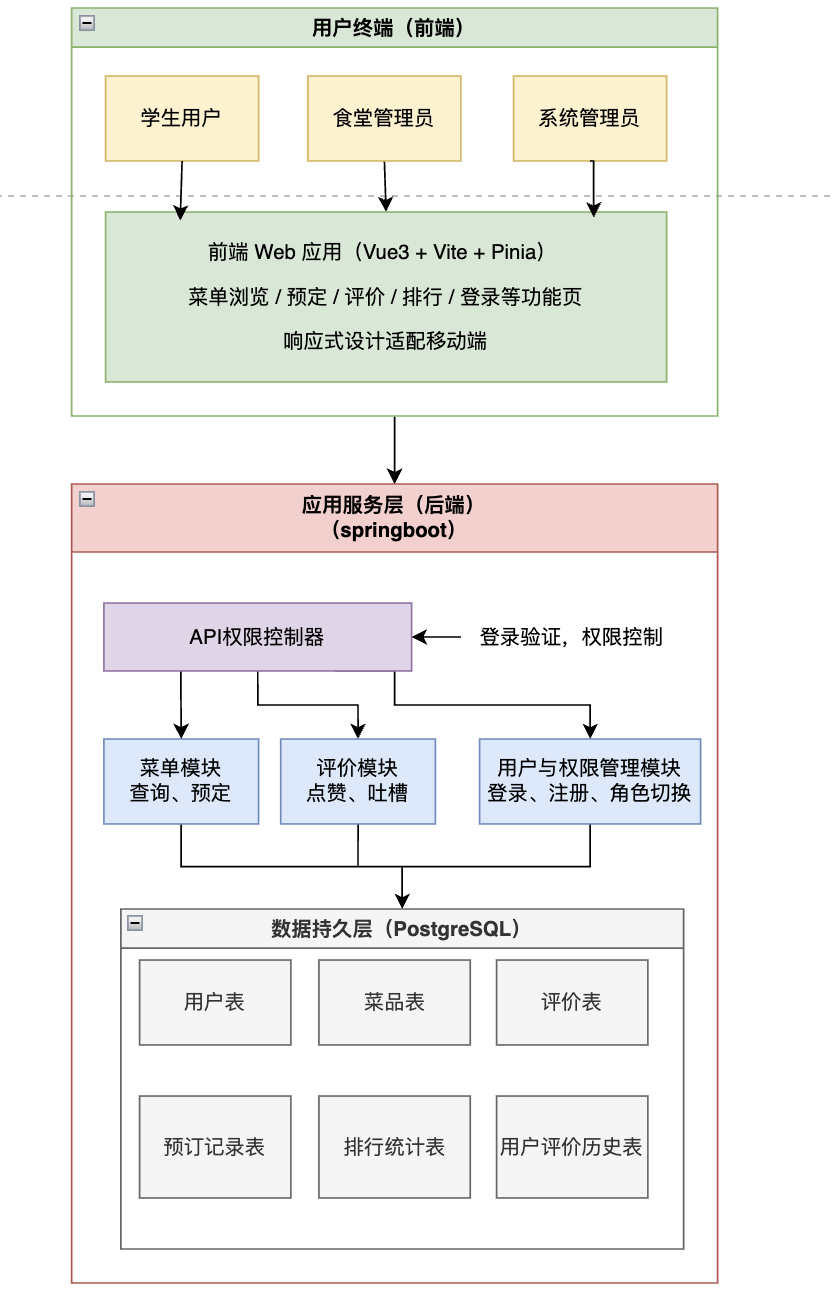 用户终端（前端）
学生用户
食堂管理员
系统管理员
前端 Web 应用（Vue3 + Vite + Pinia）
菜单浏览 / 预定 / 评价 / 排行 / 登录等功能页
响应式设计适配移动端
应用服务层（后端）
（springboot）
API权限控制器
登录验证，权限控制
菜单模块
查询、预定
评价模块
点赞、吐槽
用户与权限管理模块
登录、注册、角色切换
数据持久层（PostgreSQL）
用户表
菜品表
评价表
预订记录表
排行统计表
用户评价历史表